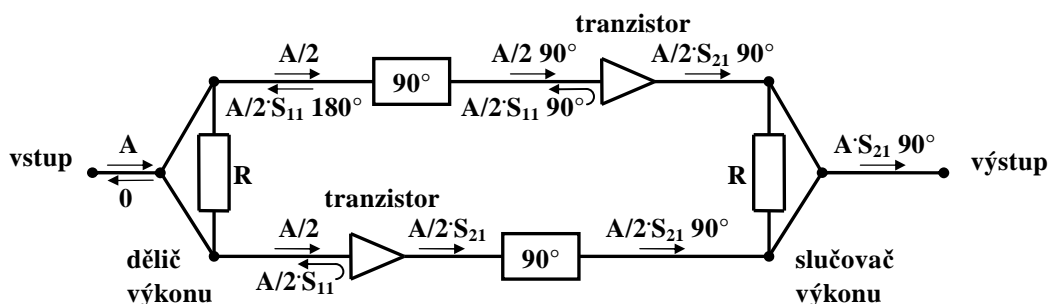 tranzistor
A/2
A/2 90°
A/2·S21 90°
90°
A/2·S11 180°
A/2·S11 90°
vstup
A
0
R
R
A·S21 90°
výstup
tranzistor
A/2
A/2·S21
A/2·S21 90°
A/2·S11
90°
dělič
výkonu
slučovač
výkonu